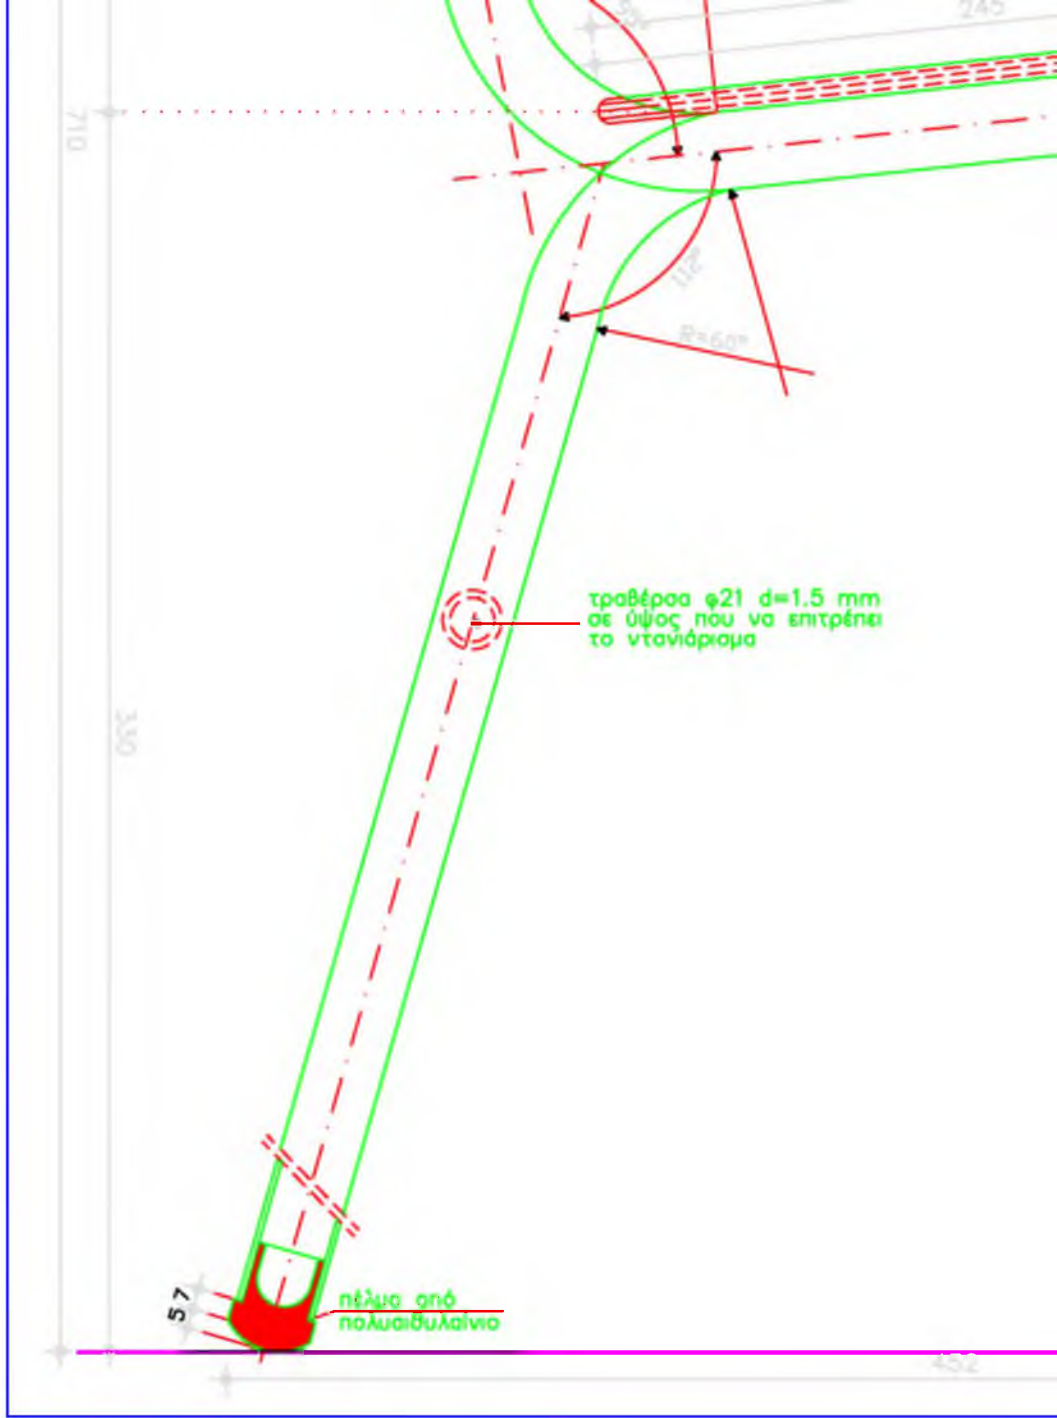 245
710
112°
R=60°
τραβέρσα φ21 d=1.5 mm
σε ύψος που να επιτρέπει
το ντανιάρισμα
330
5 7
πέλμα από
πολυαιθυλαίνιο
452